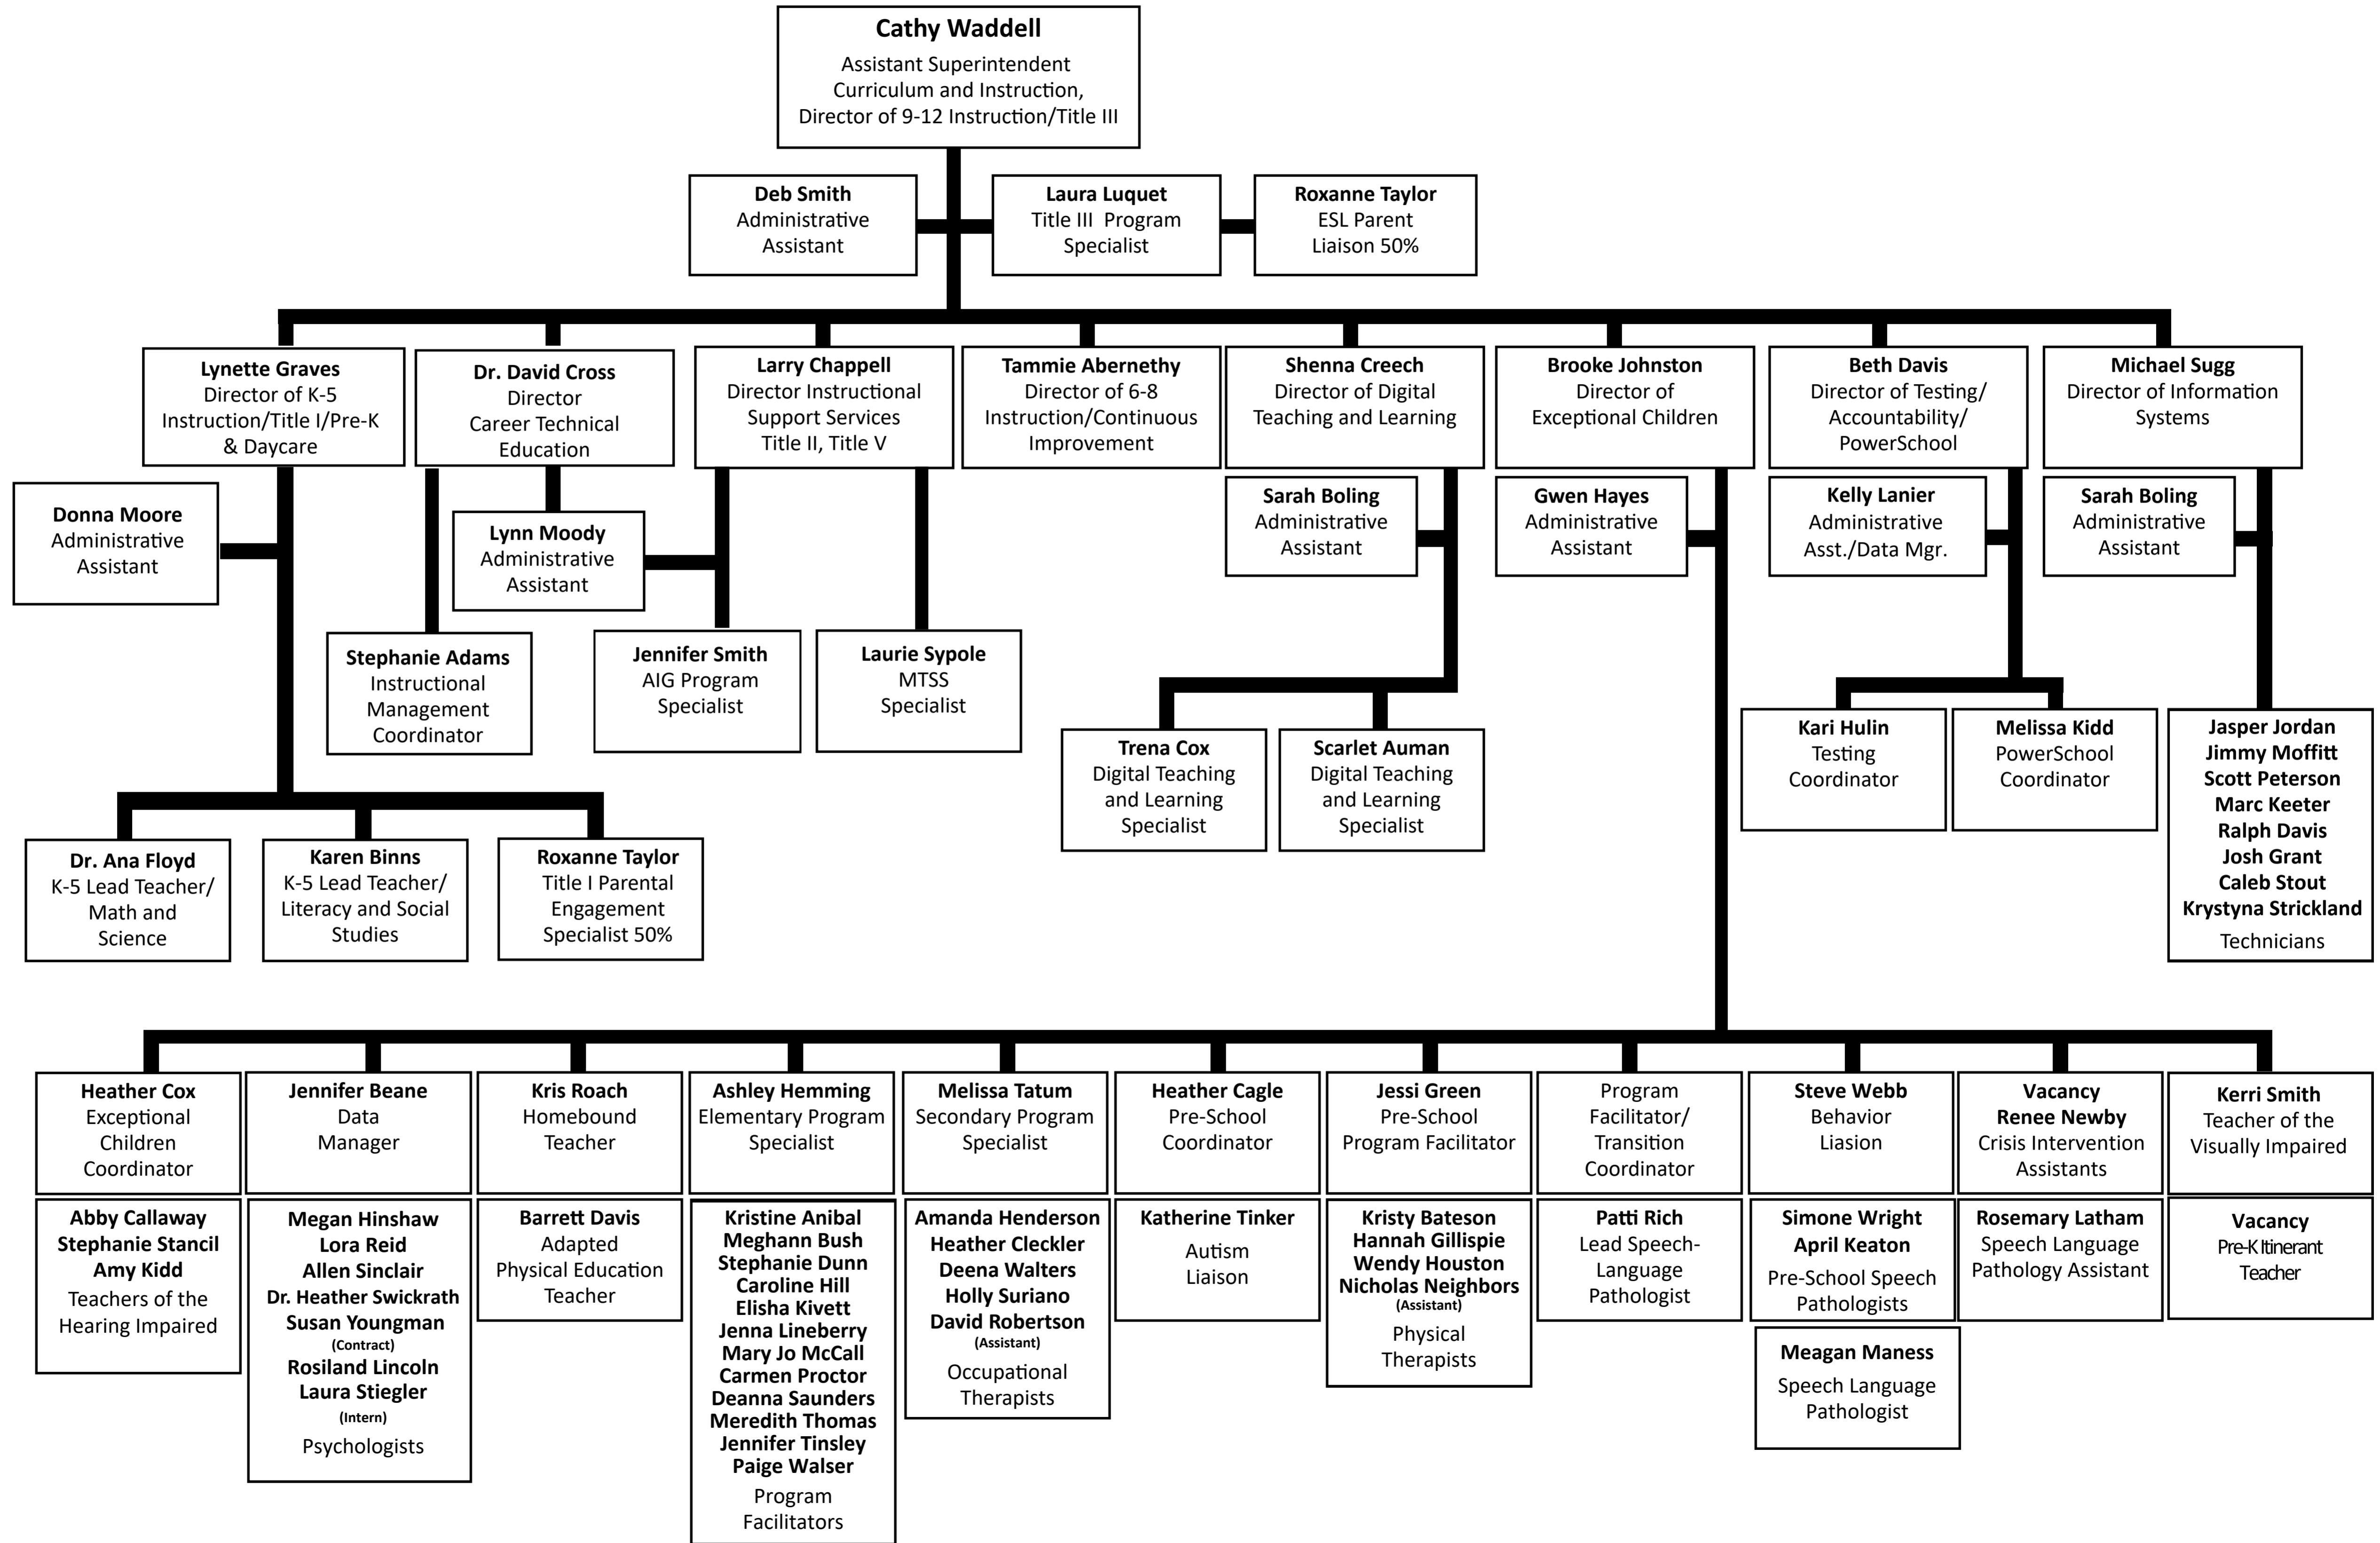 Cathy Waddell
Assistant Superintendent
Curriculum and Instruction,
Director of 9-12 Instruction/Title III
Deb Smith
Administrative
Assistant
Laura Luquet
Title III Program
Specialist
Roxanne Taylor
ESL Parent
Liaison 50%
Lynette Graves
Director of K-5
Instruction/Title I/Pre-K
& Daycare
Dr. David Cross
Director
Career Technical
Education
Larry Chappell
Director Instructional
Support Services
Title II, Title V
Tammie Abernethy
Director of 6-8
Instruction/Continuous
Improvement
Shenna Creech
Director of Digital
Teaching and Learning
Brooke Johnston
Director of
Exceptional Children
Beth Davis
Director of Testing/
Accountability/
PowerSchool
Michael Sugg
Director of Information
Systems
Donna Moore
Administrative
Assistant
Lynn Moody
Administrative
Assistant
Sarah Boling
Administrative
Assistant
Gwen Hayes
Administrative
Assistant
Kelly Lanier
Administrative
Asst./Data Mgr.
Sarah Boling
Administrative
Assistant
Stephanie Adams
Instructional
Management
Coordinator
Jennifer Smith
AIG Program
Specialist
Laurie Sypole
MTSS
Specialist
Trena Cox
Digital Teaching
and Learning
Specialist
Scarlet Auman
Digital Teaching
and Learning
Specialist
Kari Hulin
Testing
Coordinator
Melissa Kidd
PowerSchool
Coordinator
Jasper Jordan
Jimmy Moffitt
Scott Peterson
Marc Keeter
Ralph Davis
Josh Grant
Caleb Stout
Krystyna Strickland
Technicians
Dr. Ana Floyd
K-5 Lead Teacher/
Math and
Science
Karen Binns
K-5 Lead Teacher/
Literacy and Social
Studies
Roxanne Taylor
Title I Parental
Engagement
Specialist 50%
Heather Cox
Exceptional
Children
Coordinator
Jennifer Beane
Data
Manager
Kris Roach
Homebound
Teacher
Ashley Hemming
Elementary Program
Specialist
Melissa Tatum
Secondary Program
Specialist
Heather Cagle
Pre-School
Coordinator
Jessi Green
Pre-School
Program Facilitator
Program
Facilitator/
Transition
Coordinator
Steve Webb
Behavior
Liasion
Vacancy
Renee Newby
Crisis Intervention
Assistants
Kerri Smith
Teacher of the
Visually Impaired
Abby Callaway
Stephanie Stancil
Amy Kidd
Teachers of the
Hearing Impaired
Megan Hinshaw
Lora Reid
Allen Sinclair
Dr. Heather Swickrath
Susan Youngman
(Contract)
Rosiland Lincoln
Laura Stiegler
(Intern)
Psychologists
Barrett Davis
Adapted
Physical Education
Teacher
Kristine Anibal
Meghann Bush
Stephanie Dunn
Caroline Hill
Elisha Kivett
Jenna Lineberry
Mary Jo McCall
Carmen Proctor
Deanna Saunders
Meredith Thomas
Jennifer Tinsley
Paige Walser
Program
Facilitators
Amanda Henderson
Heather Cleckler
Deena Walters
Holly Suriano
David Robertson
(Assistant)
Occupational
Therapists
Katherine Tinker
Autism
Liaison
Kristy Bateson
Hannah Gillispie
Wendy Houston
Nicholas Neighbors
(Assistant)
Physical
Therapists
Patti Rich
Lead Speech-
Language
Pathologist
Simone Wright
April Keaton
Pre-School Speech
Pathologists
Rosemary Latham
Speech Language
Pathology Assistant
Vacancy
Pre-K Itinerant
Teacher
Meagan Maness
Speech Language
Pathologist